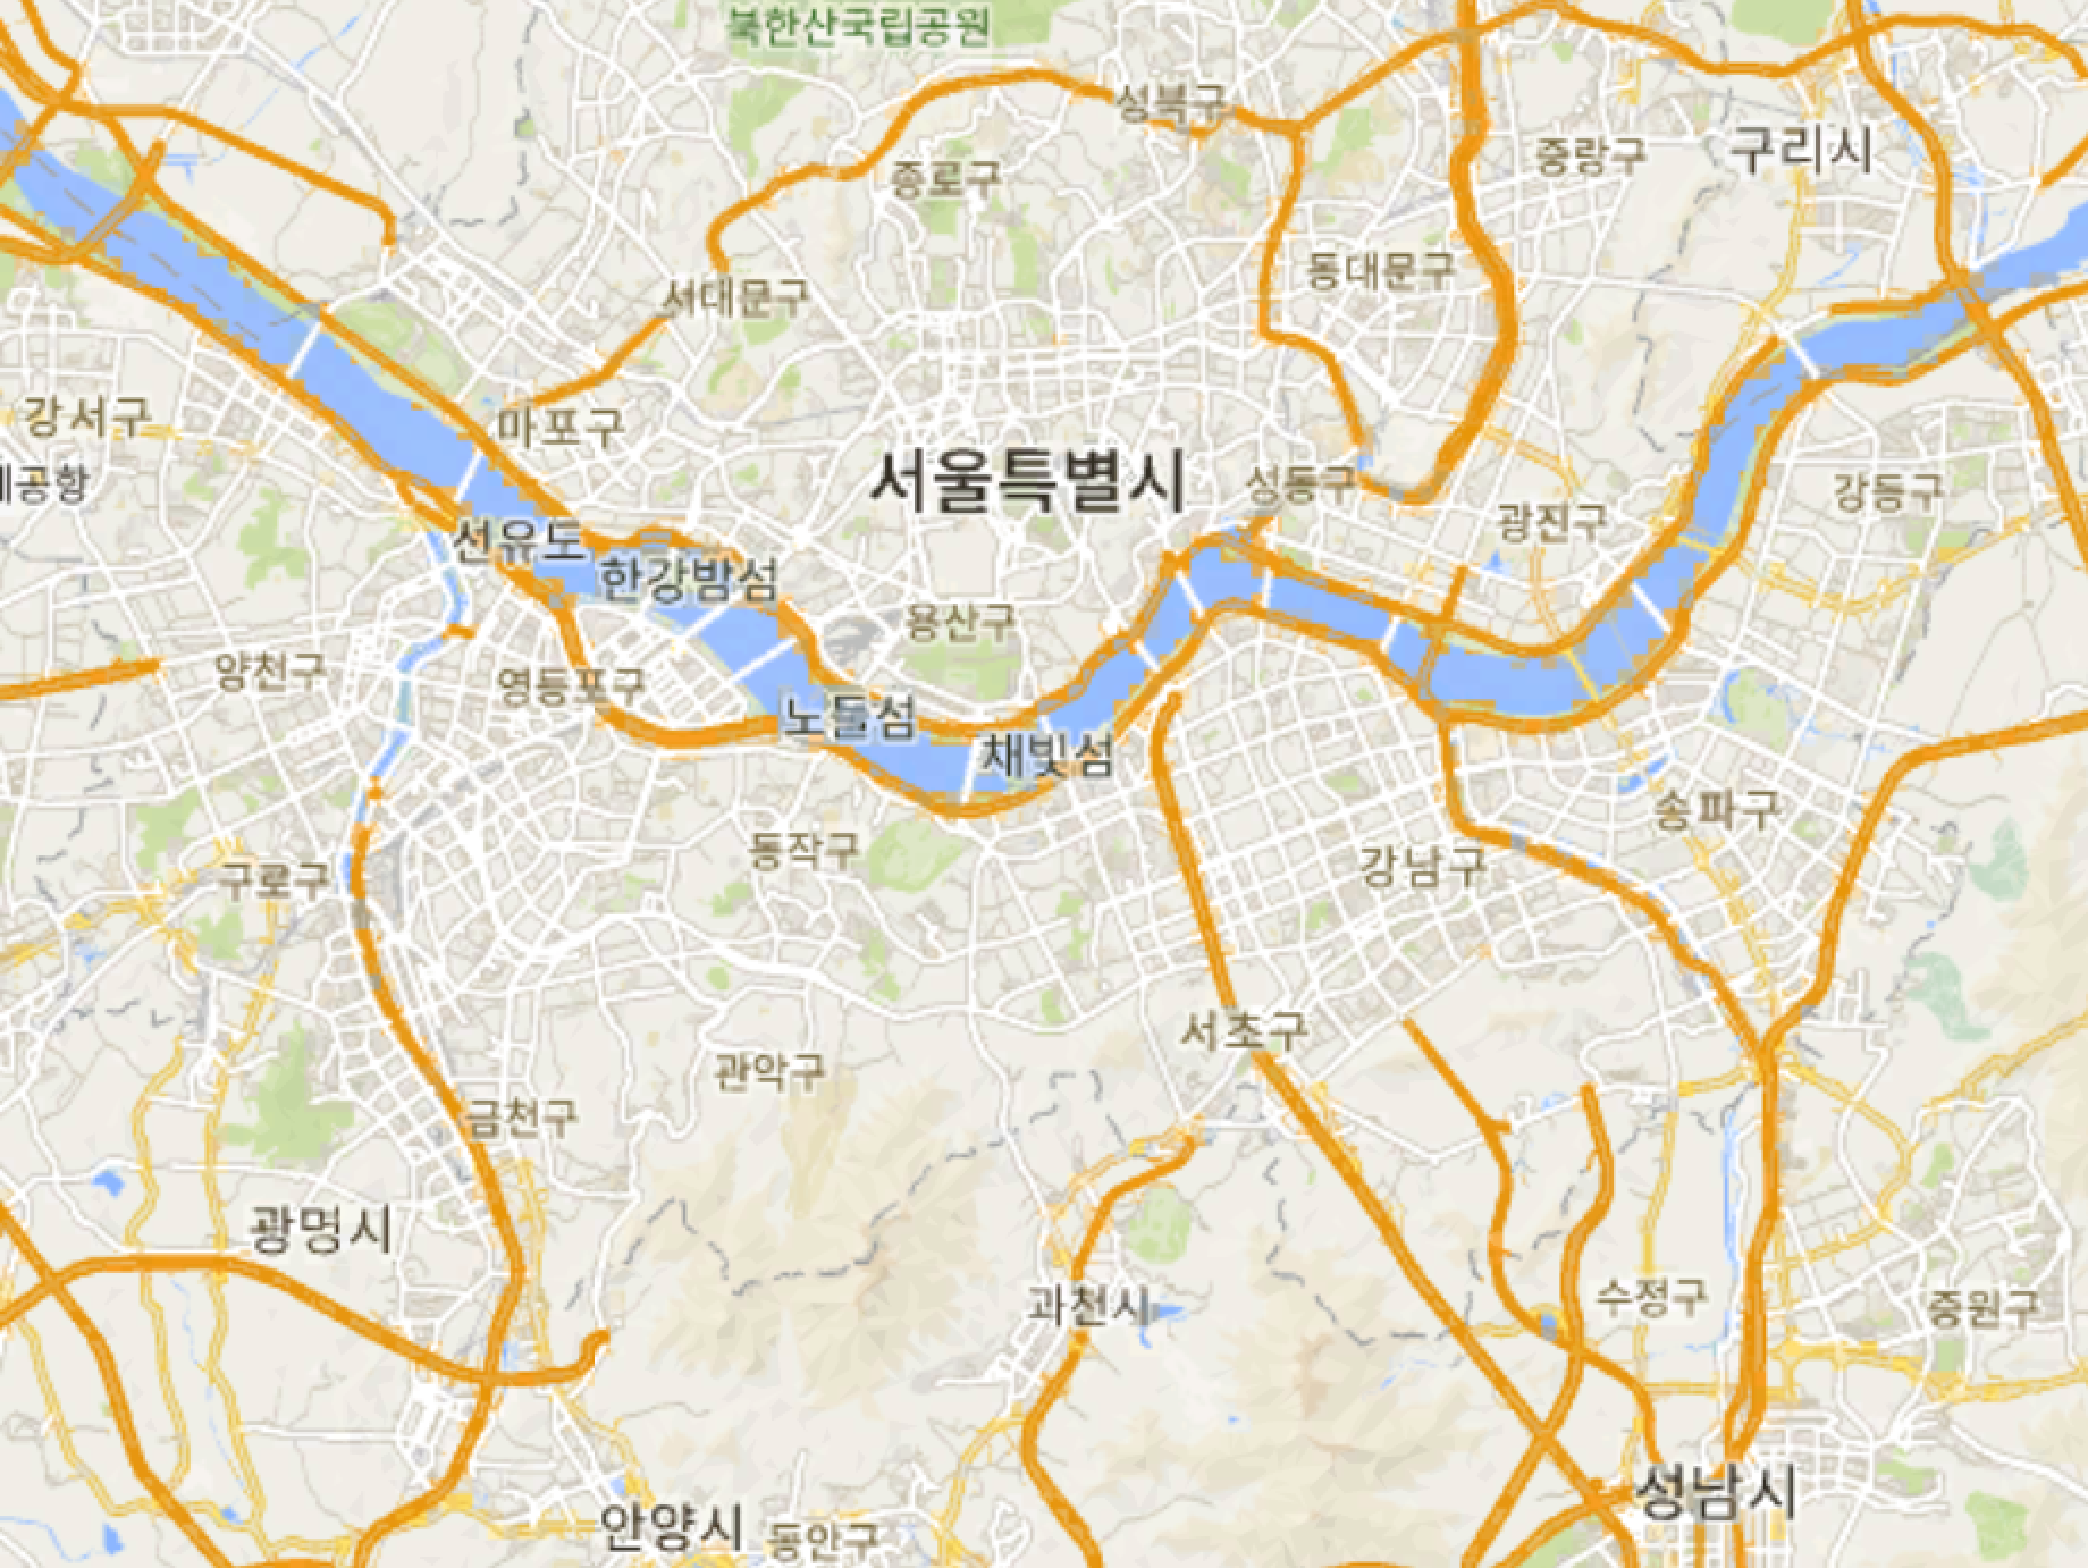 북한산국립공원
성북구
구리시
중랑구
종로구
동대문구
서대문구
강서구
마포구
서울특별시
성동구
강동구
공항
광진구
선유도
한강밤섬
용산구
양천구
영등포구
노들섬
채빛섬
송파구
동작구
강남구
구로구
서초구
관악구
금천구
광명시
과천시
수정구
중원구
성남시
안양시
동안구